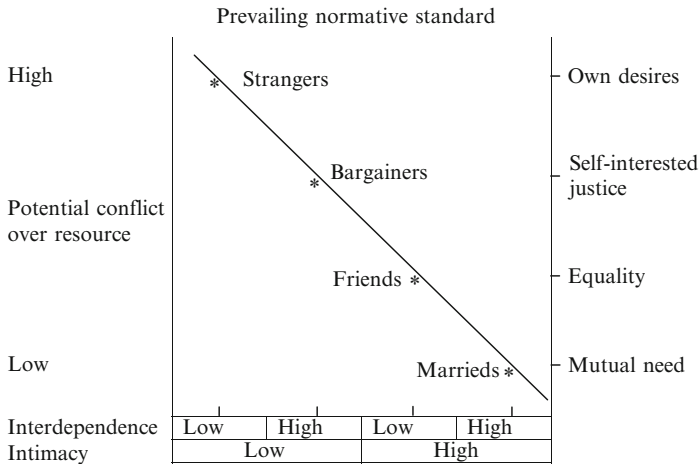 Prevailing normative standard
High
* Strangers
Own desires
* Bargainers
Self-interested
justice
Potential conflict
over resource
Friends *
Equality
Low
Marrieds *
Mutual need
Interdependence Low High Low High
Intimacy Low High